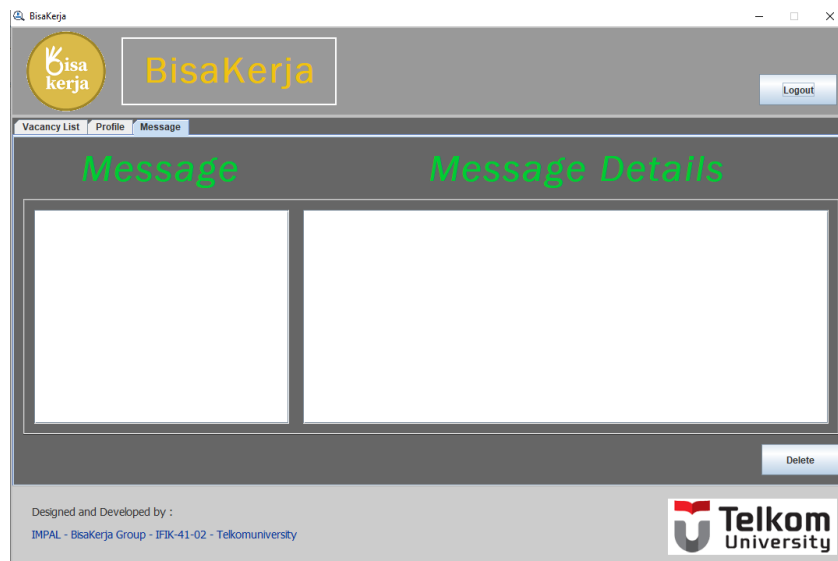 BisaKerja
bisa
kerja
BisaKerja
Logout
Vacancy List Profile Message
Message Message Details
Delete
Designed and Developed by :
IMPAL - BisaKerja Group - IFIK-41-02 - Telkomuniversity
Telkom
University